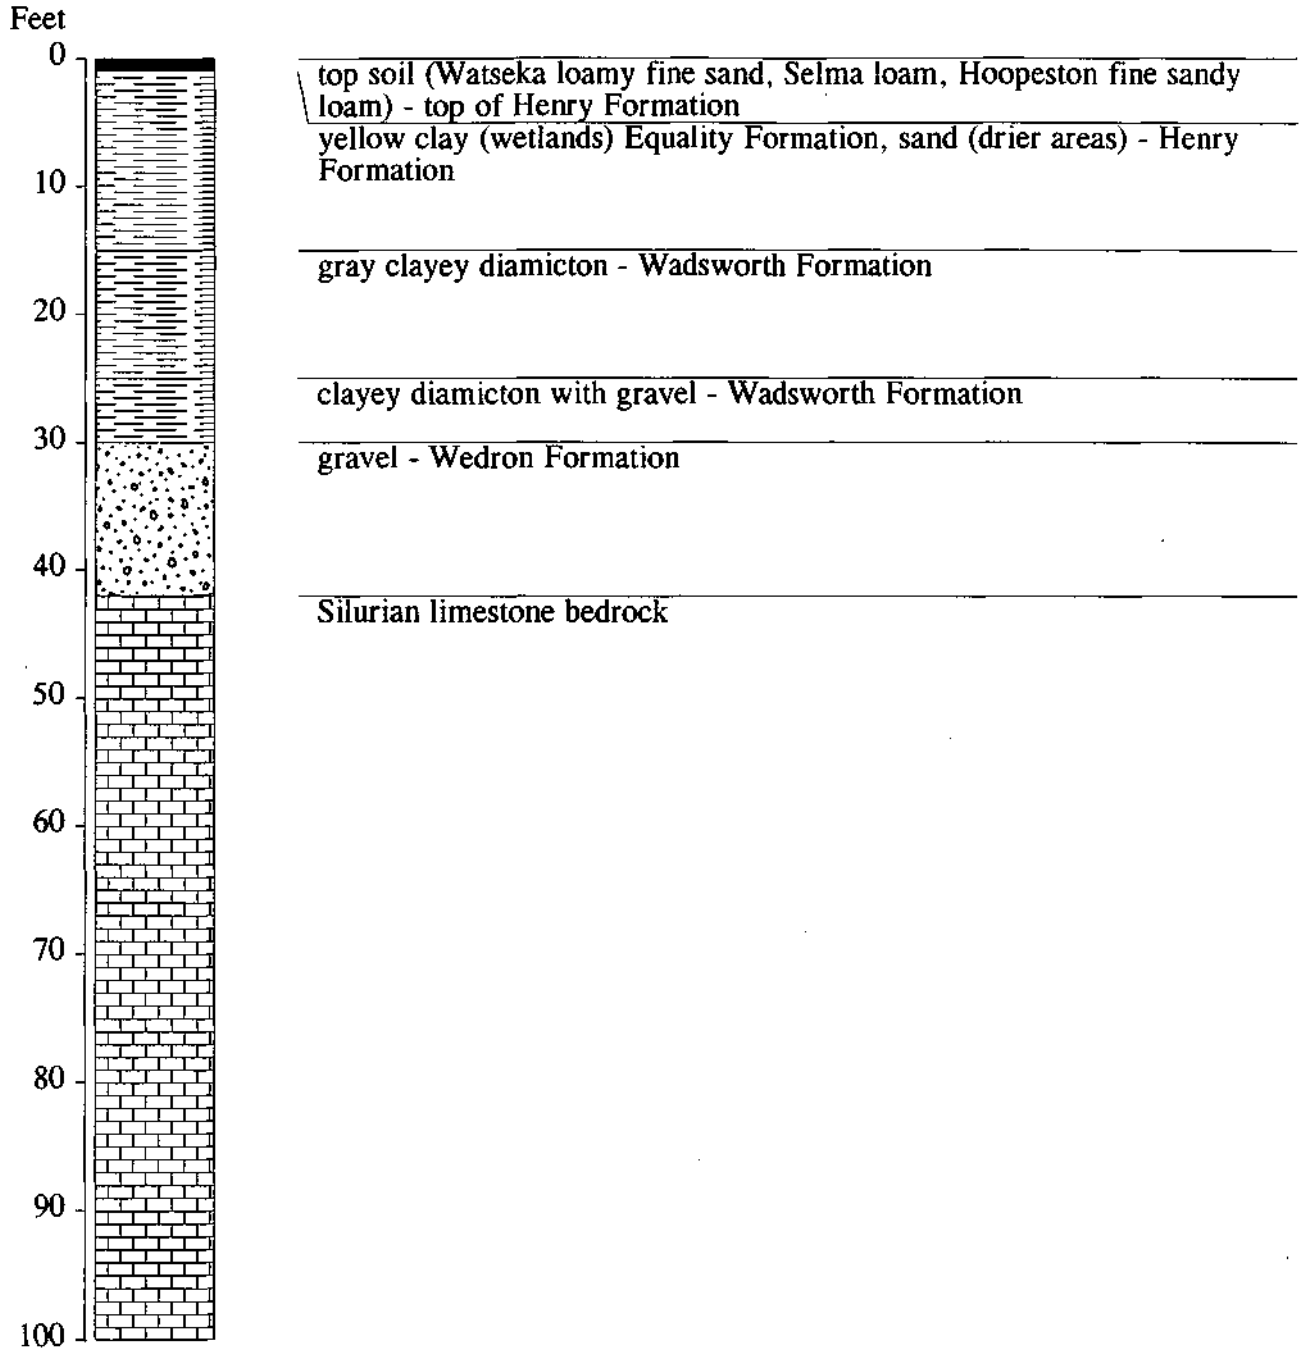 Feet
0
top soil (Watseka loamy fine sand, Selma loam, Hoopeston fine sandy
loam) - top of Henry Formation
yellow clay (wetlands) Equality Formation, sand (drier areas) - Henry
Formation
10
gray clayey diamicton - Wadsworth Formation
20
clayey diamicton with gravel - Wadsworth Formation
30
gravel - Wedron Formation
40
Silurian limestone bedrock
50
60
70
80
90
100